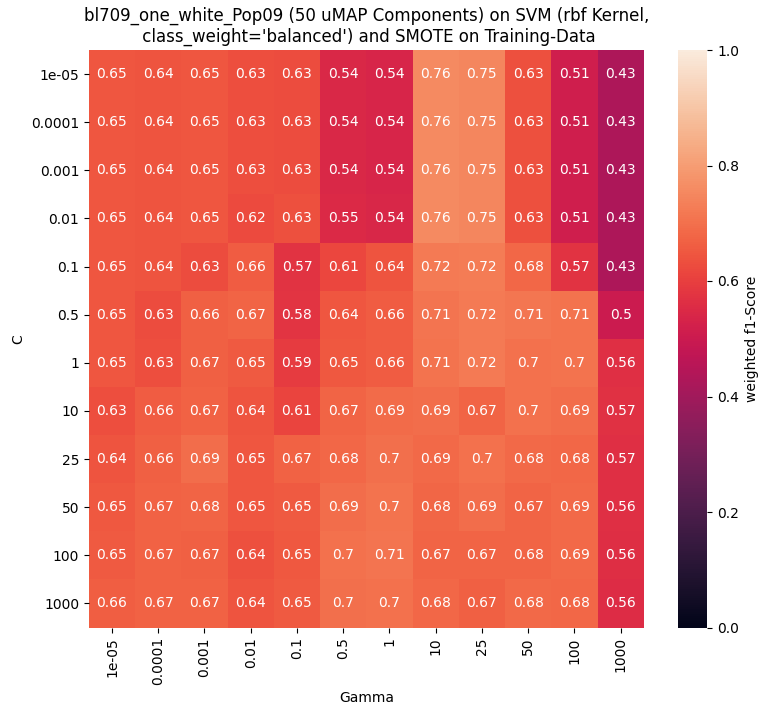 bl709_one_white_Pop09 (50 uMAP Components) on SVM (rbf Kernel,
class_weight='balanced') and SMOTE on Training-Data
1e-05 0.65 0.64 0.65 0.63 0.63 0.54 0.54 0.76 0.75 0.63 0.51 0.43
0.0001 0.65 0.64 0.65 0.63 0.63 0.54 0.54 0.76 0.75 0.63 0.51 0.43
0.001 0.65 0.64 0.65 0.63 0.63 0.54 0.54 0.76 0.75 0.63 0.51 0.43
0.01 0.65 0.64 0.65 0.62 0.63 0.55 0.54 0.76 0.75 0.63 0.51 0.43
0.1 0.65 0.64 0.63 0.66 0.57 0.61 0.64 0.72 0.72 0.68 0.57 0.43
0.5 0.65 0.63 0.66 0.67 0.58 0.64 0.66 0.71 0.72 0.71 0.71 0.5
1 0.65 0.63 0.67 0.65 0.59 0.65 0.66 0.71 0.72 0.7 0.7 0.56
10 0.63 0.66 0.67 0.64 0.61 0.67 0.69 0.69 0.67 0.7 0.69 0.57
25 0.64 0.66 0.69 0.65 0.67 0.68 0.7 0.69 0.7 0.68 0.68 0.57
50 0.65 0.67 0.68 0.65 0.65 0.69 0.7 0.68 0.69 0.67 0.69 0.56
100 0.65 0.67 0.67 0.64 0.65 0.7 0.71 0.67 0.67 0.68 0.69 0.56
1000 0.66 0.67 0.67 0.64 0.65 0.7 0.7 0.68 0.67 0.68 0.68 0.56
C
1e-05 0.0001 0.001 0.01 0.1 0.5 1 10 25 50 100 1000
Gamma
1.0
0.8
0.6
0.4
0.2
0.0
weighted f1-Score